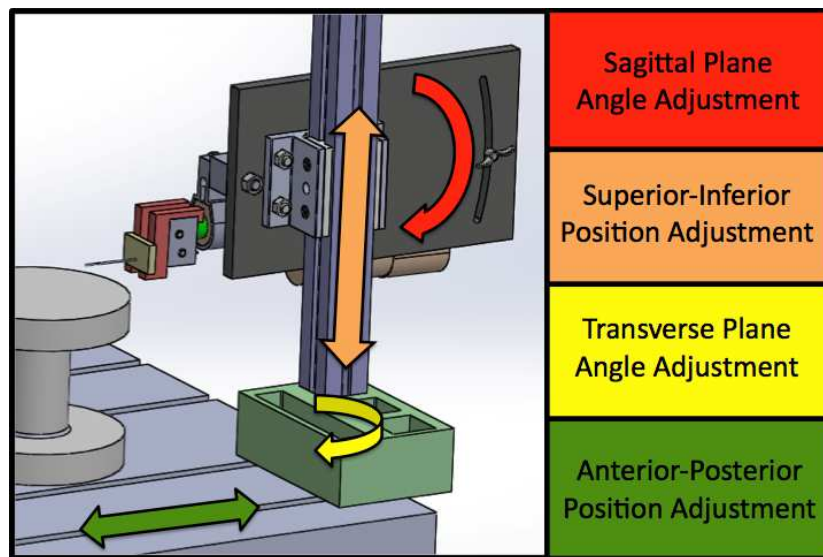 Sagittal Plane
Angle Adjustment
Superior-Inferior
Position Adjustment
Transverse Plane
Angle Adjustment
Anterior-Posterior
Position Adjustment